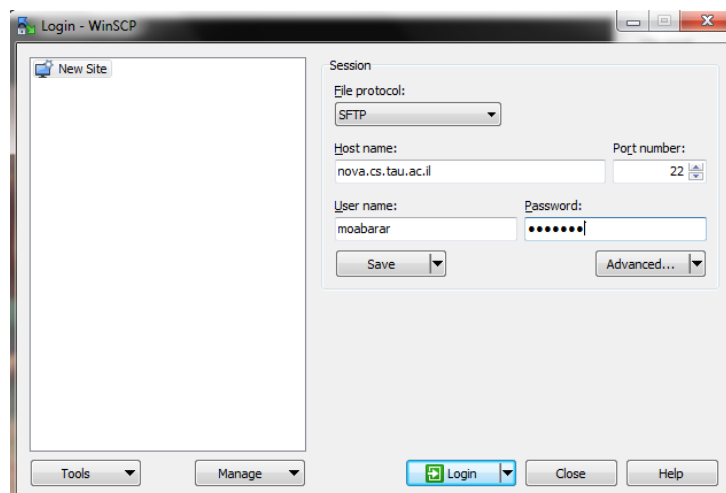 Login - WinSCP
New Site
Session
File protocol:
SFTP
Host name:
Port number:
nova.cs.tau.ac.il
22
User name:
Password:
moabarar
●●●●●●●
Save
Advanced...
Tools
Manage
Login
Close
Help